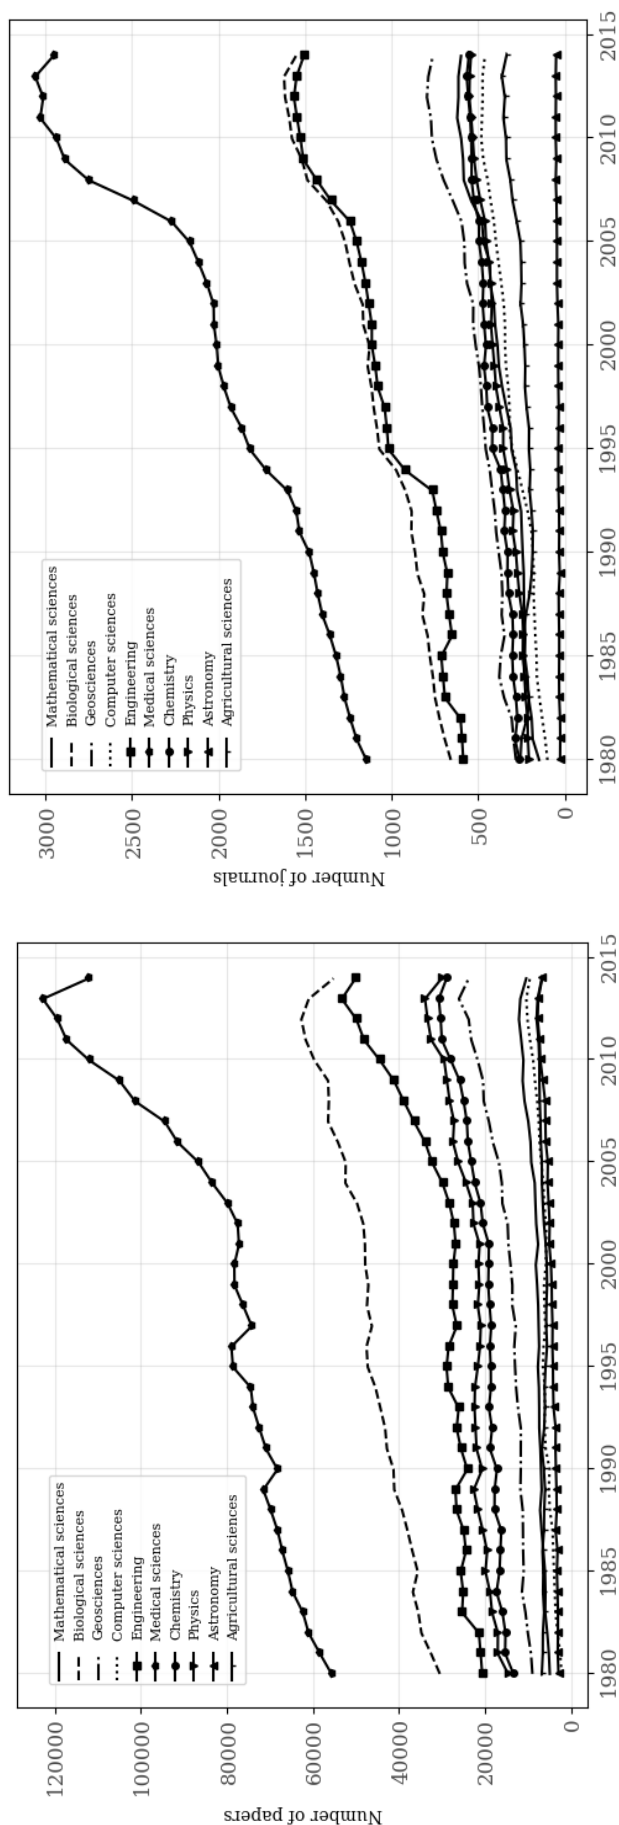 Number of papers
120000
100000
80000
60000
40000
20000
0
1980
1985
1990
1995
2000
2005
2010
2015
Mathematical sciences
Biological sciences
Geosciences
Computer sciences
Engineering
Medical sciences
Chemistry
Physics
Astronomy
Agricultural sciences
Number of journals
3000
2500
2000
1500
1000
500
0
1980
1985
1990
1995
2000
2005
2010
2015
Mathematical sciences
Biological sciences
Geosciences
Computer sciences
Engineering
Medical sciences
Chemistry
Physics
Astronomy
Agricultural sciences